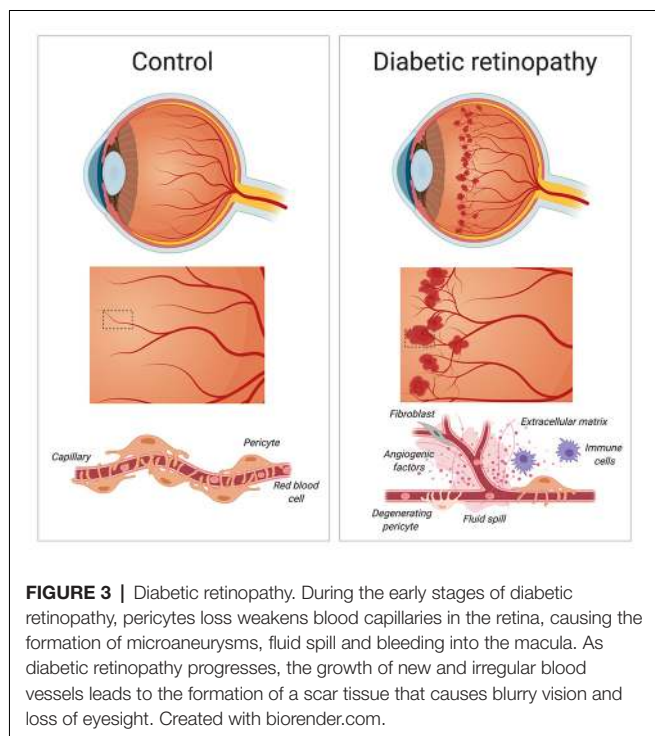 Control
Diabetic retinopathy
Capillary
Pericyte
Red blood
cell
Fibroblast
Extracellular matrix
Angiogenic
factors
Immune
cells
Degenerating
pericyte
Fluid spill
FIGURE 3 | Diabetic retinopathy. During the early stages of diabetic
retinopathy, pericytes loss weakens blood capillaries in the retina, causing the
formation of microaneurysms, fluid spill and bleeding into the macula. As
diabetic retinopathy progresses, the growth of new and irregular blood
vessels leads to the formation of a scar tissue that causes blurry vision and
loss of eyesight. Created with biorender.com.